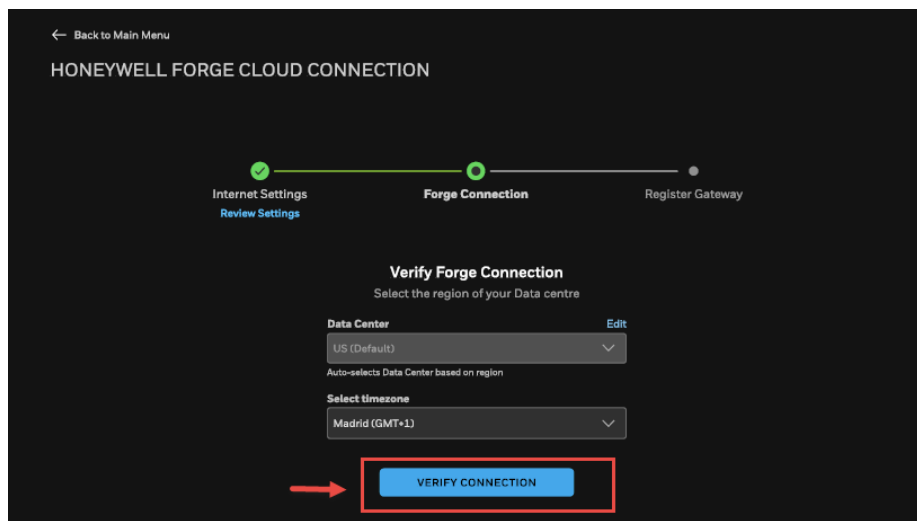 Back to Main Menu
HONEYWELL FORGE CLOUD CONNECTION
Internet Settings
Review Settings
Forge Connection
Register Gateway
Verify Forge Connection
Select the region of your Data centre
Data Center
Edit
US (Default)
Auto-selects Data Center based on region
Select timezone
Madrid (GMT+1)
VERIFY CONNECTION